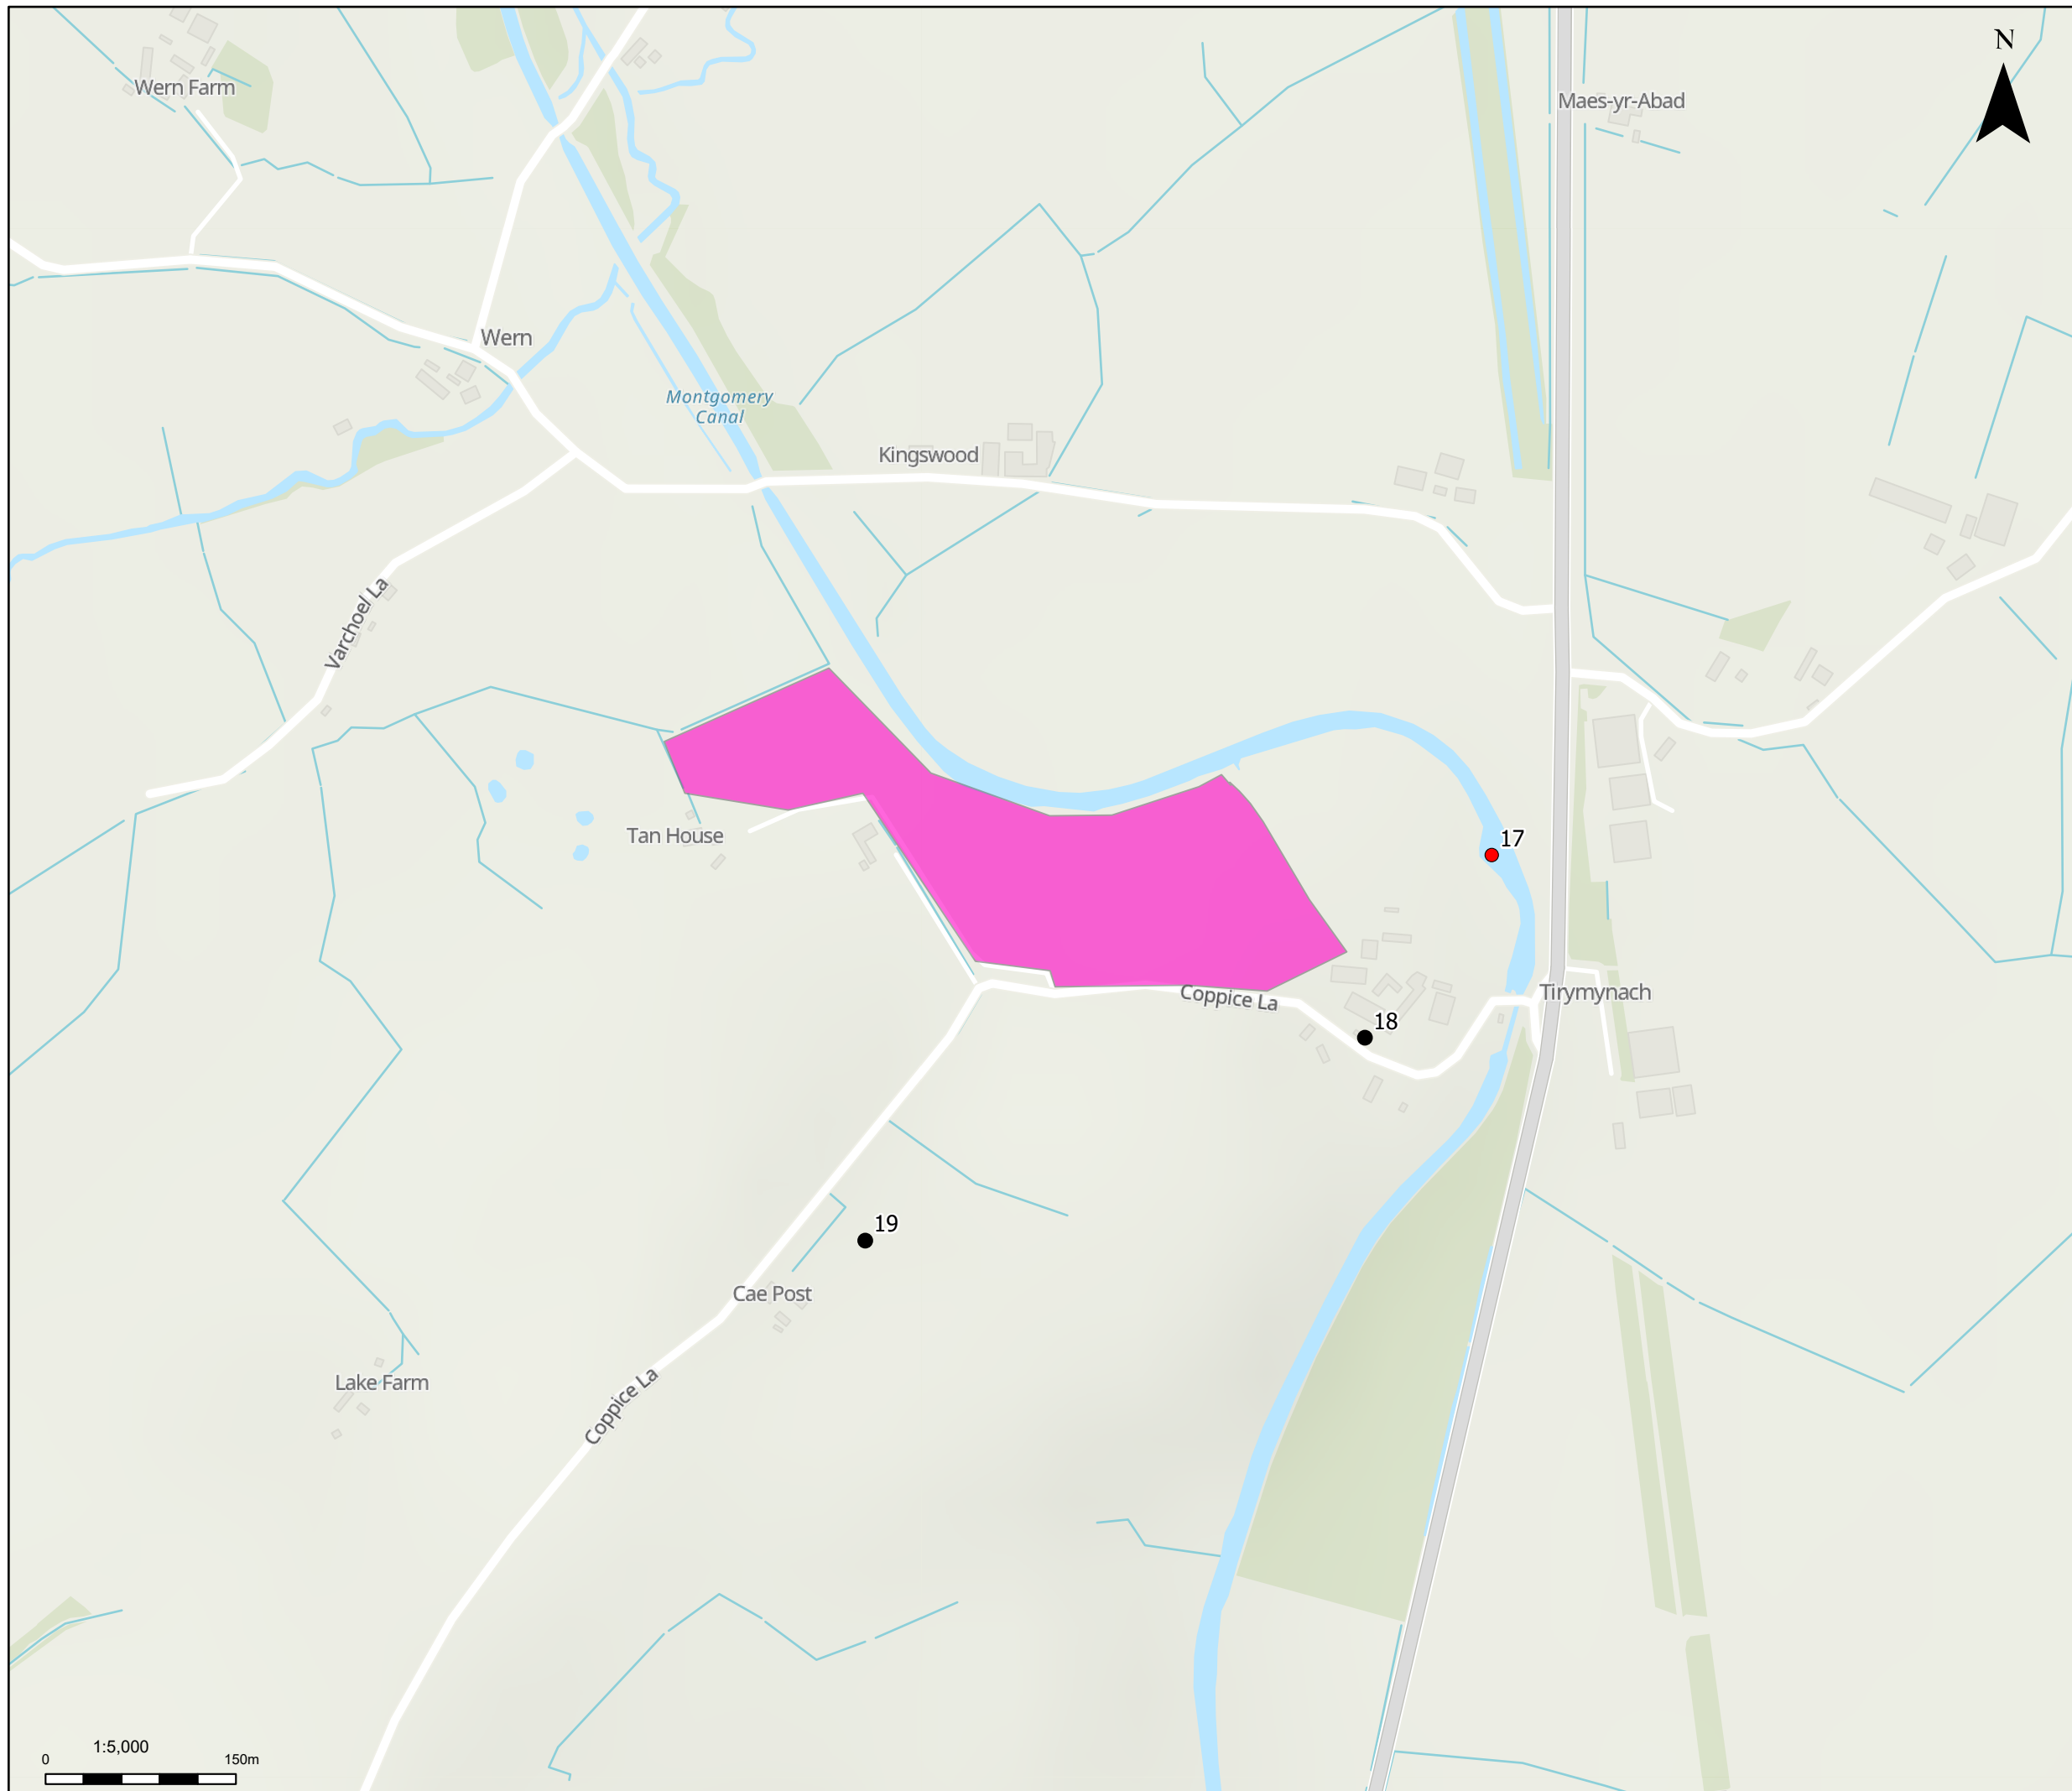 N
Wern Farm
Maes-yr-Abad
Wern
Montgomery
Canal
Kingswood
Varchoel La
Tan House
17
Tirymynach
Coppice La
18
19
Cae Post
Lake Farm
Coppice La
1:5,000
0
150m